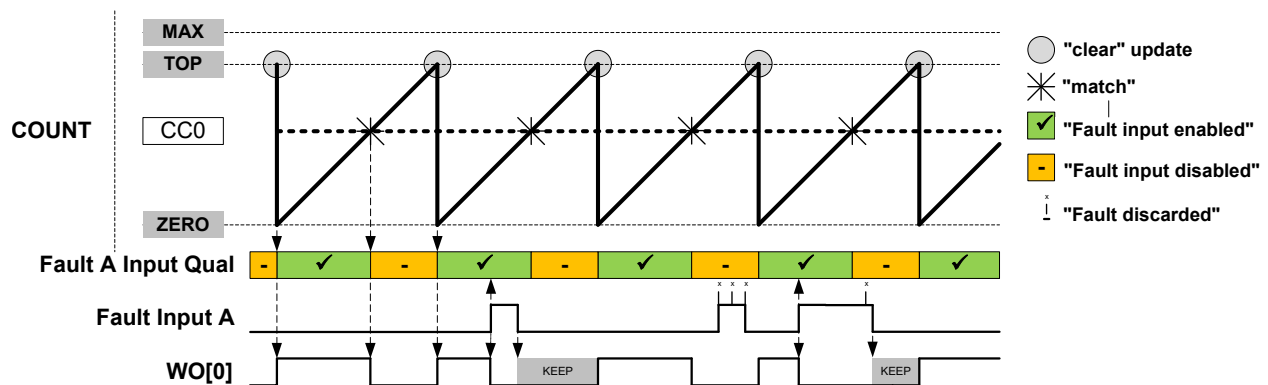 MAX
"clear" update
TOP
"match"
COUNT
CC0
"Fault input enabled"
- "Fault input disabled"
x
ZERO
- "Fault discarded"
Fault A Input Qual - ✓ - ✓ - ✓ - ✓ - ✓
x x x x
Fault Input A
WO[0] KEEP KEEP